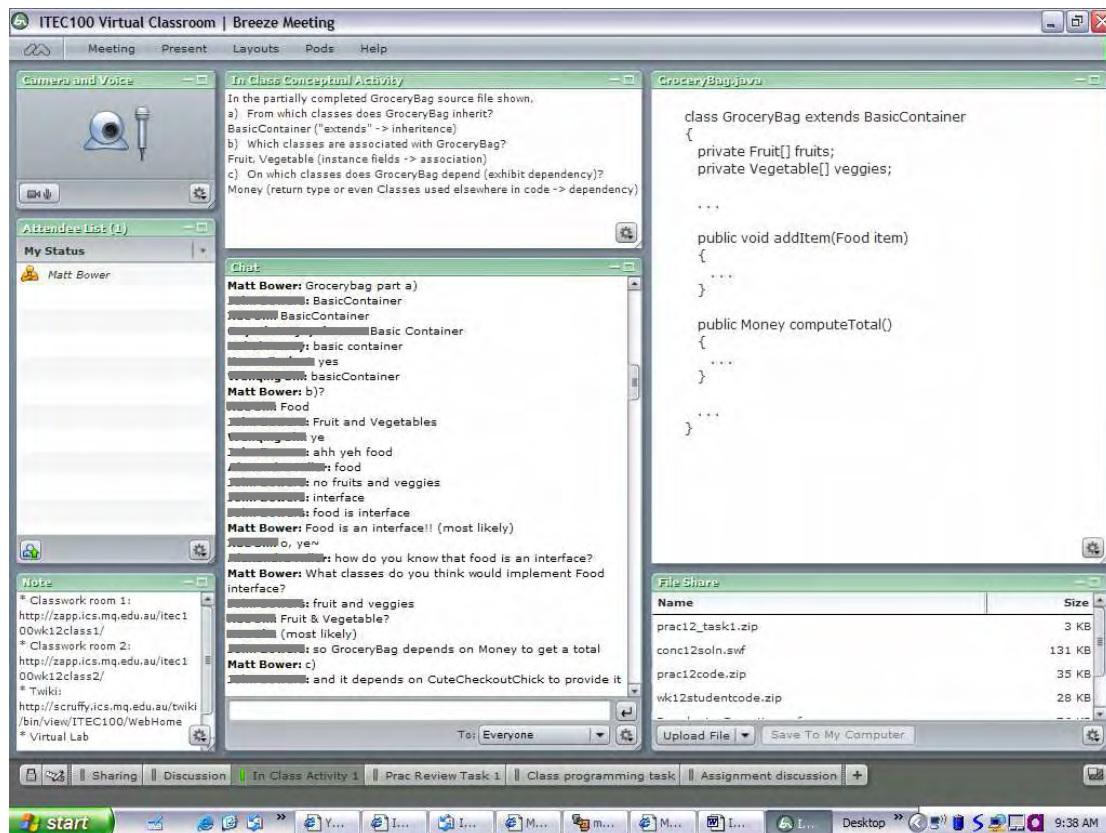 ITEC100 Virtual Classroom | Breeze Meeting
Meeting Present Layouts Pods Help
Camera and Voice
Attendee List (1)
My Status
Matt Bower
Note
* Classwork room 1:
http://zapp.ics.mq.edu.au/itec1
00wk12class1/
* Classwork room 2:
http://zapp.ics.mq.edu.au/itec1
00wk12class2/
* Twiki:
http://scruffy.ics.mq.edu.au/twiki
/bin/view/ITEC100/WebHome
* Virtual Lab
In Class Conceptual Activity
In the partially completed GroceryBag source file shown,
a) From which classes does GroceryBag inherit?
BasicContainer ("extends" -> inheritence)
b) Which classes are associated with GroceryBag?
Fruit, Vegetable (instance fields -> association)
c) On which classes does GroceryBag depend (exhibit dependency)?
Money (return type or even Classes used elsewhere in code -> dependency)
Chat
Matt Bower: Grocerybag part a)
: BasicContainer
BasicContainer
Basic Container
: basic container
yes
: basicContainer
Matt Bower: b)?
Food
: Fruit and Vegetables
ye
: ahh yeh food
: food
: no fruits and veggies
: interface
: food is interface
Matt Bower: Food is an interface!! (most likely)
o, ye~
: how do you know that food is an interface?
Matt Bower: What classes do you think would implement Food
interface?
: fruit and veggies
Fruit & Vegetable?
(most likely)
: so GroceryBag depends on Money to get a total
Matt Bower: c)
: and it depends on CuteCheckoutChick to provide it
To: Everyone
GroceryBag.java
class GroceryBag extends BasicContainer
{
private Fruit[] fruits;
private Vegetable[] veggies;
...
public void addItem(Food item)
{
...
}
public Money computeTotal()
{
...
}
...
}
File Share
Name Size
prac12_task1.zip 3 KB
conc12soln.swf 131 KB
prac12code.zip 35 KB
wk12studentcode.zip 28 KB
Upload File Save To My Computer
Sharing Discussion In Class Activity 1 Prac Review Task 1 Class programming task Assignment discussion +
start » Y... I... I... M... m... M... I... I... Desktop » 9:38 AM